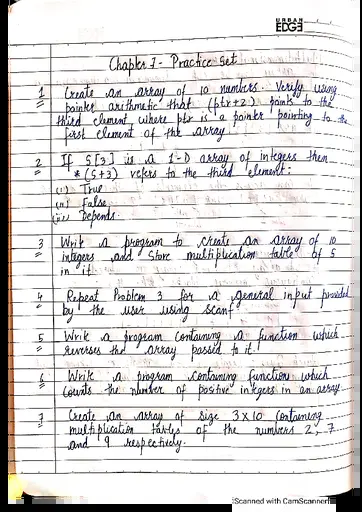 URBAN
EDGE
Chapter 7 - Practice Set
1 Create an array of 10 numbers. Verify using
pointer arithmetic that (ptr+2) points to the
third element where ptr is a pointer pointing to the
first element of the array.
2 If S[3] is a 1-D array of integers then
*(S+3) refers to the third element:
(i) True
(ii) False
(iii) Depends.
3 Write a program to create an array of 10
integers and store multiplication table of 5
in it.
4 Repeat Problem 3 for a general input provided
by the user using scanf
5 Write a program containing a function which
reverses the array passed to it.
6 Write a program containing function which
counts the number of positive integers in an array.
7 Create an array of size 3x10 containing
multiplication tables of the numbers 2, 7
and 9 respectively.
Scanned with CamScanner